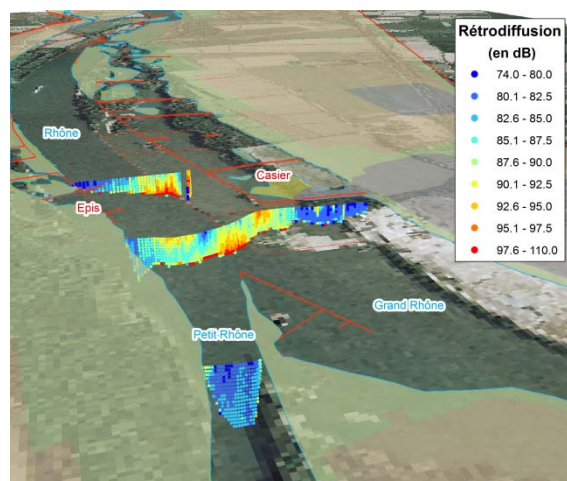 Rétrodiffusion
(en dB)
74.0 - 80.0
80.1 - 82.5
82.6 - 85.0
85.1 - 87.5
87.6 - 90.0
90.1 - 92.5
92.6 - 95.0
95.1 - 97.5
97.6 - 110.0
Rhône
Casier
Epis
Grand Rhône
Petit Rhône